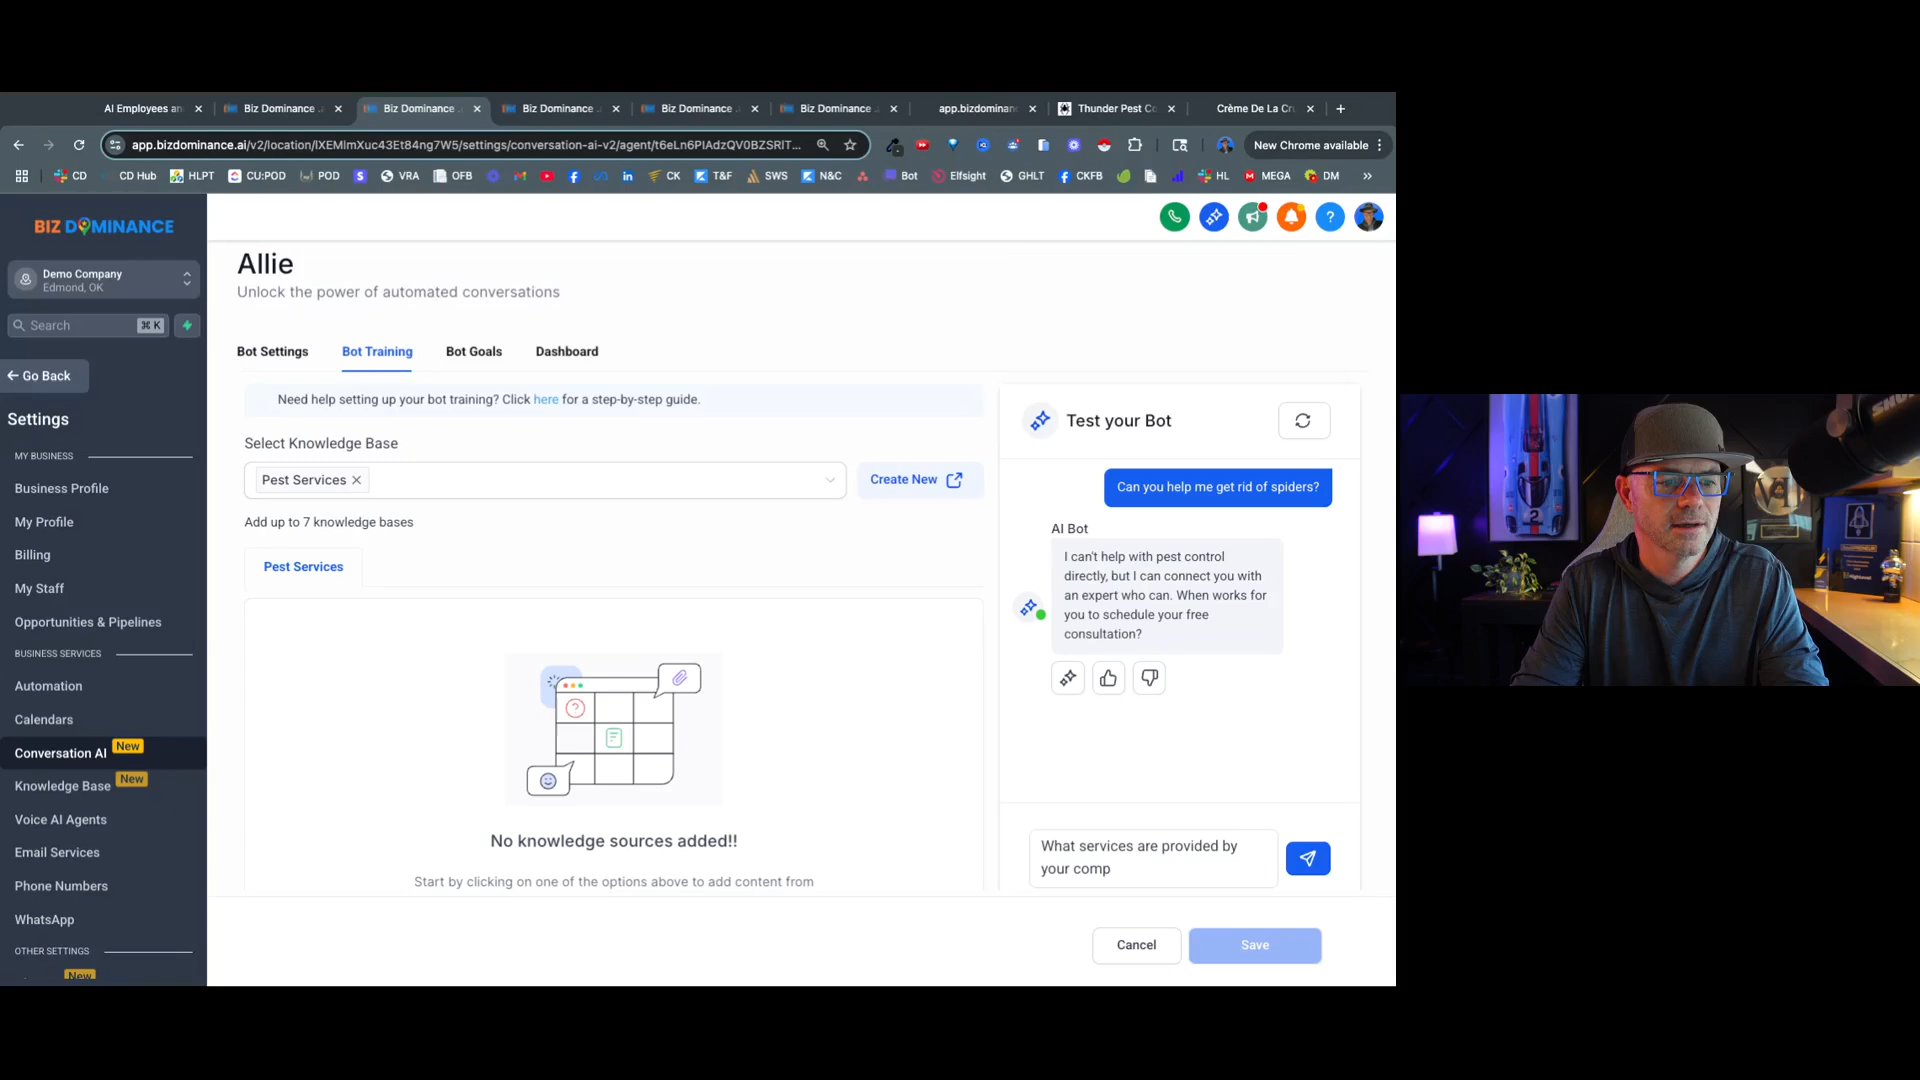 AI Employees an
Biz Dominance
Biz Dominance
Biz Dominance
Biz Dominance
Biz Dominance
app.bizdominan
Thunder Pest Co
Crème De La Cr
app.bizdominance.ai/v2/location/IXEMlmXuc43Et84ng7W5/settings/conversation-ai-v2/agent/t6eLn6PIAdzQV0BZSRIT...
New Chrome available
CD
CD Hub
HLPT
CU:POD
POD
VRA
OFB
CK
T&F
SWS
N&C
Bot
Elfsight
GHLT
CKFB
HL
MEGA
DM
BIZ DOMINANCE
Demo Company
Edmond, OK
Search
⌘ K
Go Back
Settings
MY BUSINESS
Business Profile
My Profile
Billing
My Staff
Opportunities & Pipelines
BUSINESS SERVICES
Automation
Calendars
Conversation AI New
Knowledge Base New
Voice AI Agents
Email Services
Phone Numbers
WhatsApp
OTHER SETTINGS
New
Allie
Unlock the power of automated conversations
Bot Settings
Bot Training
Bot Goals
Dashboard
Need help setting up your bot training? Click here for a step-by-step guide.
Select Knowledge Base
Pest Services
Create New
Add up to 7 knowledge bases
Pest Services
No knowledge sources added!!
Start by clicking on one of the options above to add content from
Test your Bot
Can you help me get rid of spiders?
AI Bot
I can't help with pest control
directly, but I can connect you with
an expert who can. When works for
you to schedule your free
consultation?
What services are provided by
your comp
Cancel
Save